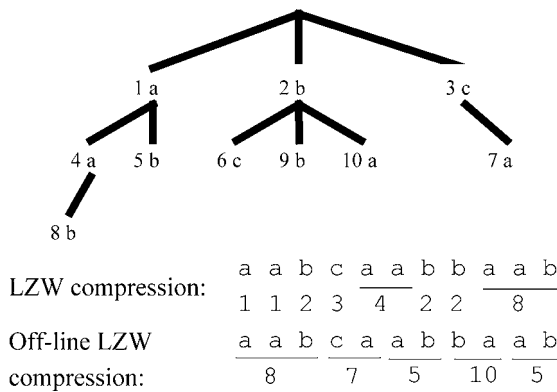 1 a 2 b 3 c
4 a 5 b 6 c 9 b 10 a 7 a
8 b
a a b c a a b b a a b
LZW compression:
1 1 2 3 4 2 2 8
Off-line LZW a a b c a a b b a a b
compression: 8 7 5 10 5